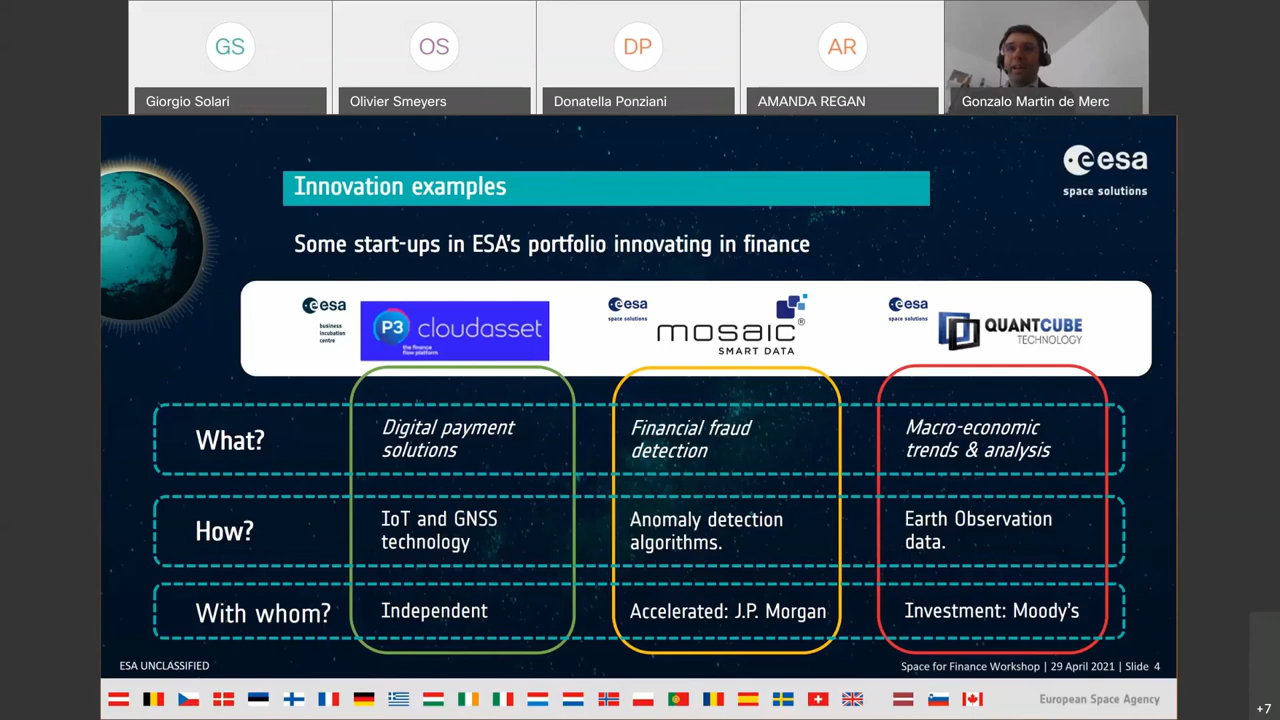 GS
OS
DP
AR
Giorgio Solari
Olivier Smeyers
Donatella Ponziani
AMANDA REGAN
Gonzalo Martin de Merc
esa
space solutions
Innovation examples
Some start-ups in ESA's portfolio innovating in finance
esa
business
incubation
centre
P3 cloudasset
the finance
flow platform
esa
space solutions
mosaic®
SMART DATA
esa
space solutions
QUANTCUBE
TECHNOLOGY
What?
Digital payment
solutions
Financial fraud
detection
Macro-economic
trends & analysis
How?
IoT and GNSS
technology
Anomaly detection
algorithms.
Earth Observation
data.
With whom?
Independent
Accelerated: J.P. Morgan
Investment: Moody's
ESA UNCLASSIFIED
Space for Finance Workshop | 29 April 2021 | Slide 4
European Space Agency
+7